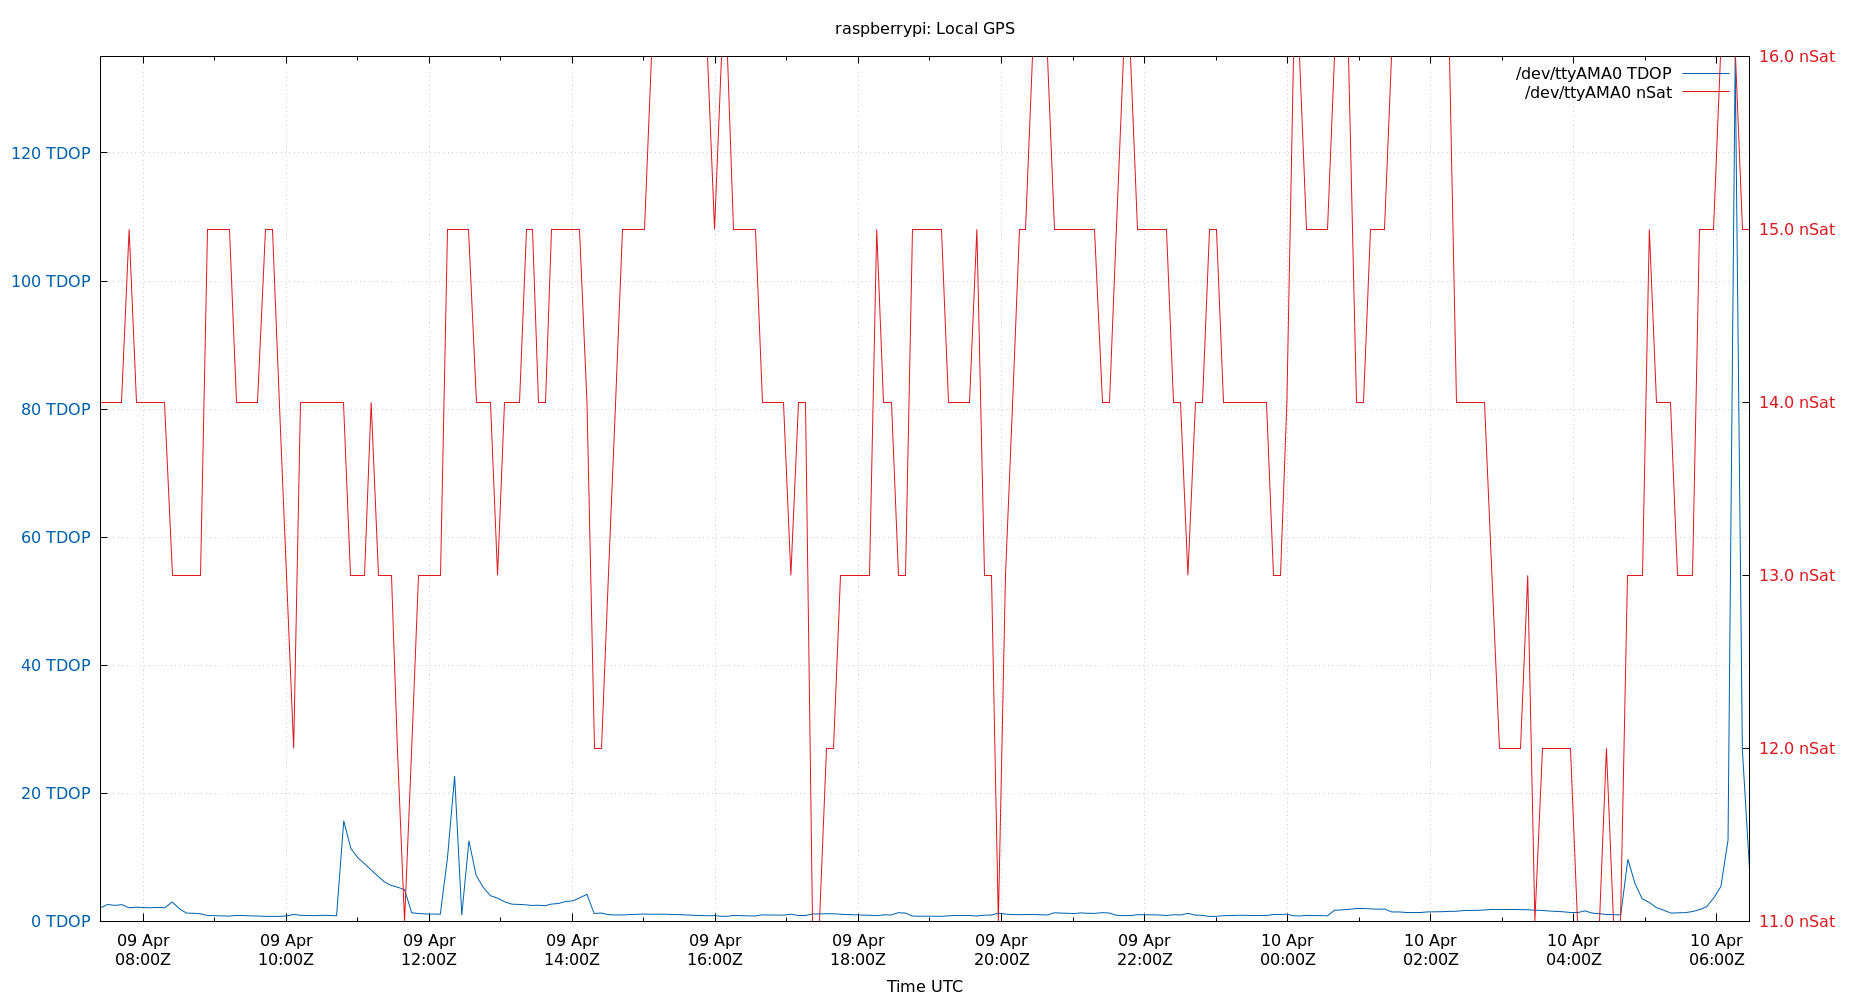 raspberrypi: Local GPS
/dev/ttyAMA0 TDOP
/dev/ttyAMA0 nSat
120 TDOP
100 TDOP
80 TDOP
60 TDOP
40 TDOP
20 TDOP
0 TDOP
16.0 nSat
15.0 nSat
14.0 nSat
13.0 nSat
12.0 nSat
11.0 nSat
09 Apr 09 Apr 09 Apr 09 Apr 09 Apr 09 Apr 09 Apr 09 Apr 10 Apr 10 Apr 10 Apr 10 Apr
08:00Z 10:00Z 12:00Z 14:00Z 16:00Z 18:00Z 20:00Z 22:00Z 00:00Z 02:00Z 04:00Z 06:00Z
Time UTC